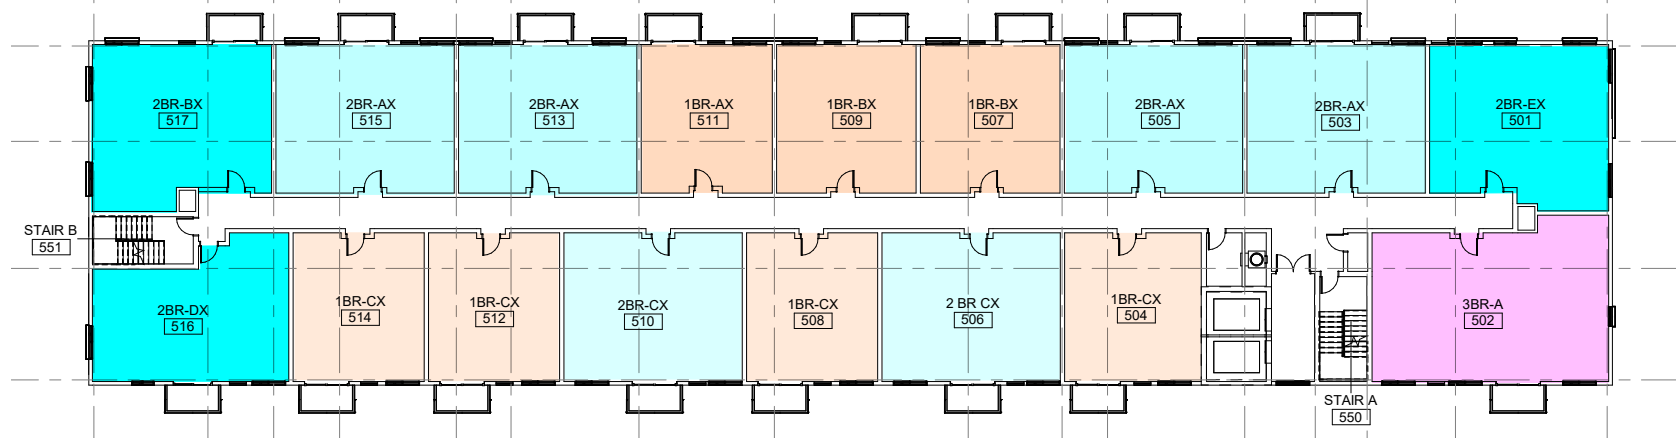 2BR-BX
517
2BR-AX
515
2BR-AX
513
1BR-AX
511
1BR-BX
509
1BR-BX
507
2BR-AX
505
2BR-AX
503
2BR-EX
501
STAIR B
551
2BR-DX
516
1BR-CX
514
1BR-CX
512
2BR-CX
510
1BR-CX
508
2 BR CX
506
1BR-CX
504
3BR-A
502
STAIR A
550